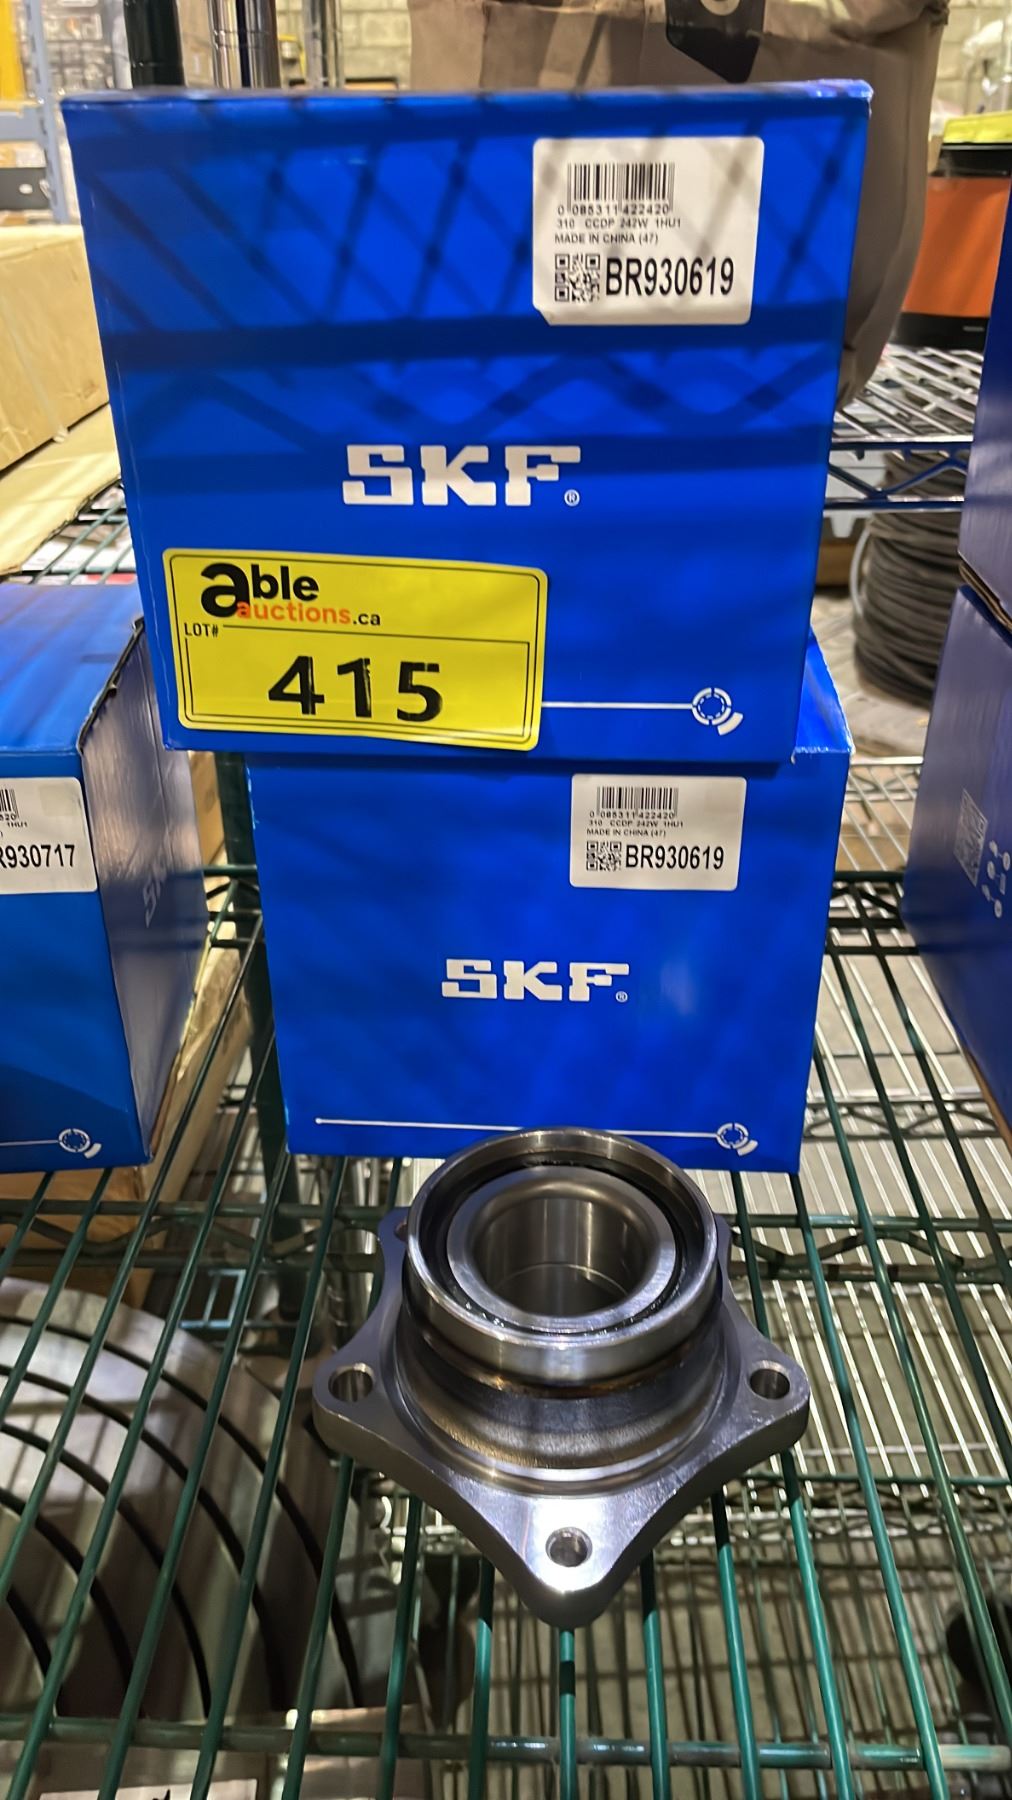 0 085311 422420
310 CCDP 242W 1HU1
MADE IN CHINA (47)
BR930619
SKF®
able
auctions.ca
LOT#
415
0 085311 422420
310 CCDP 242W 1HU1
MADE IN CHINA (47)
BR930619
SKF®
1HU1
R930717